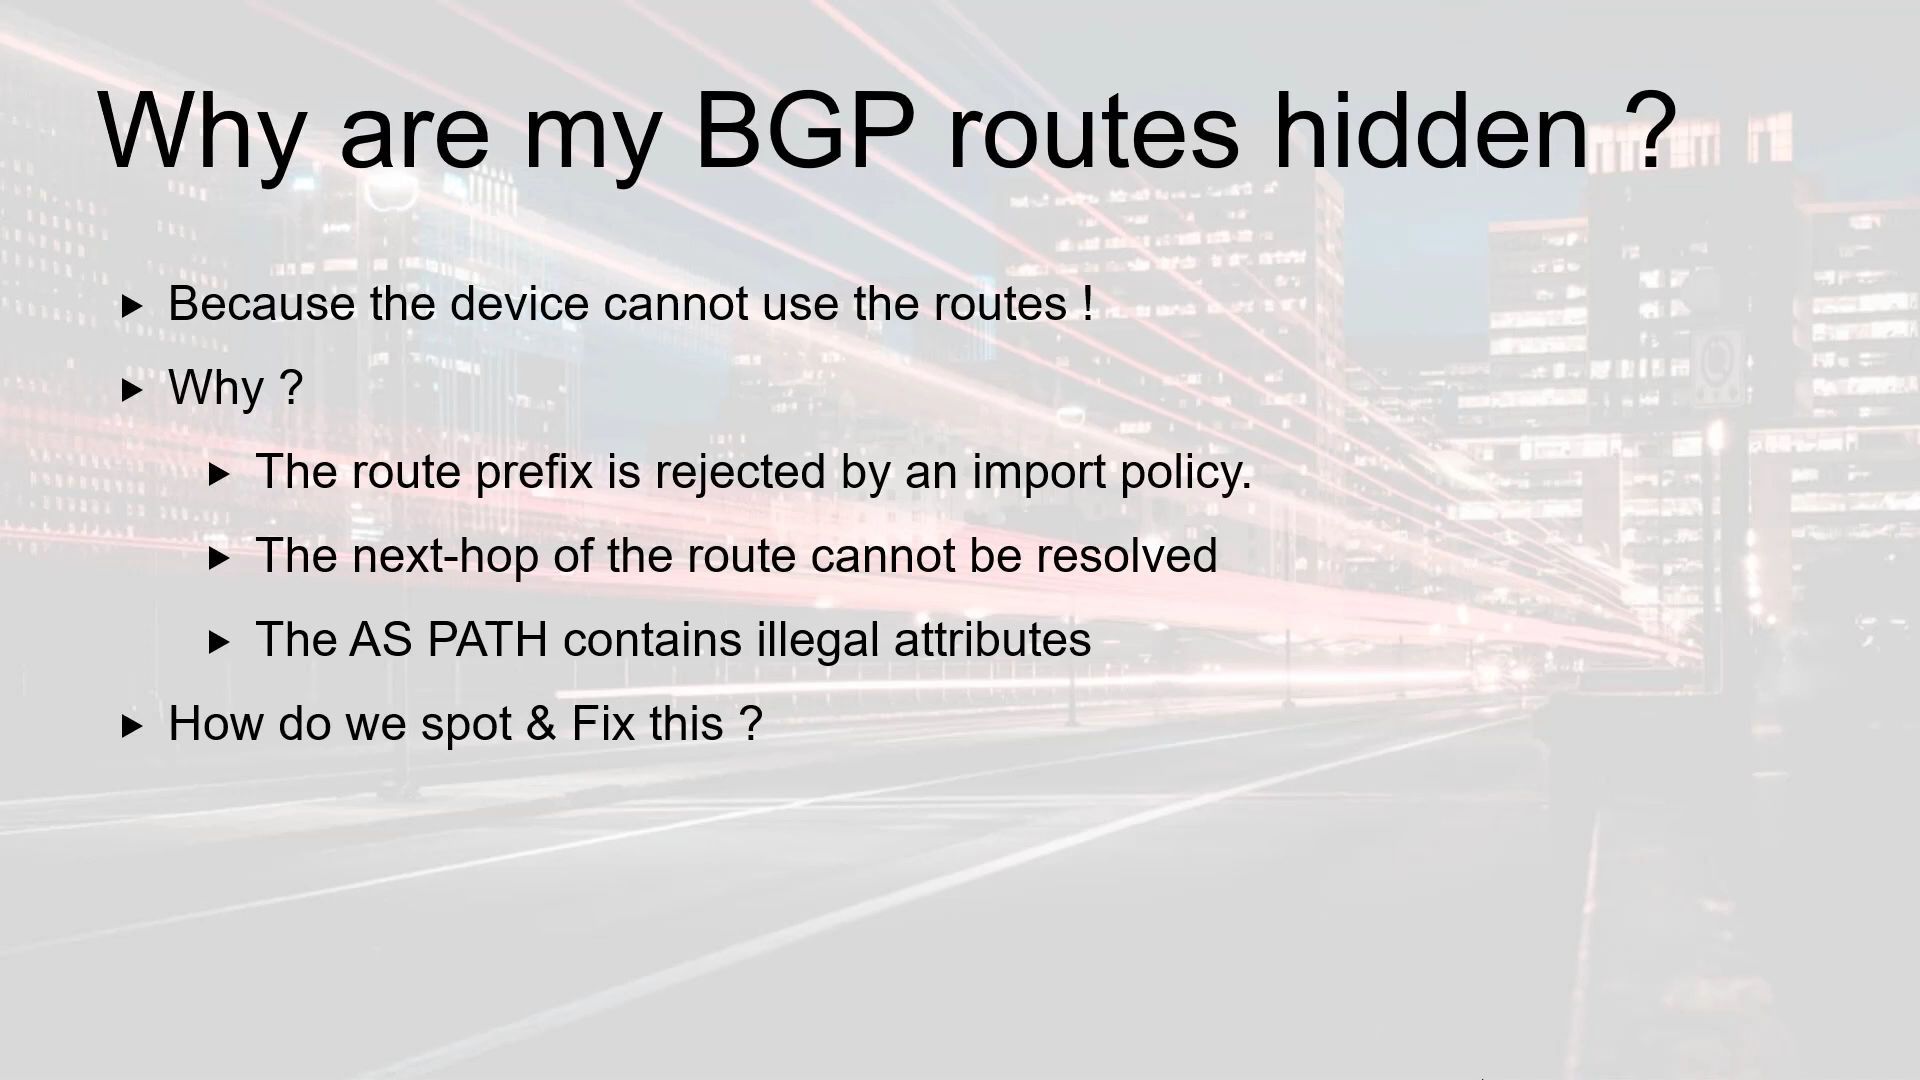 Why are my BGP routes hidden ?
Because the device cannot use the routes !
Why ?
The route prefix is rejected by an import policy.
The next-hop of the route cannot be resolved
The AS PATH contains illegal attributes
How do we spot & Fix this ?